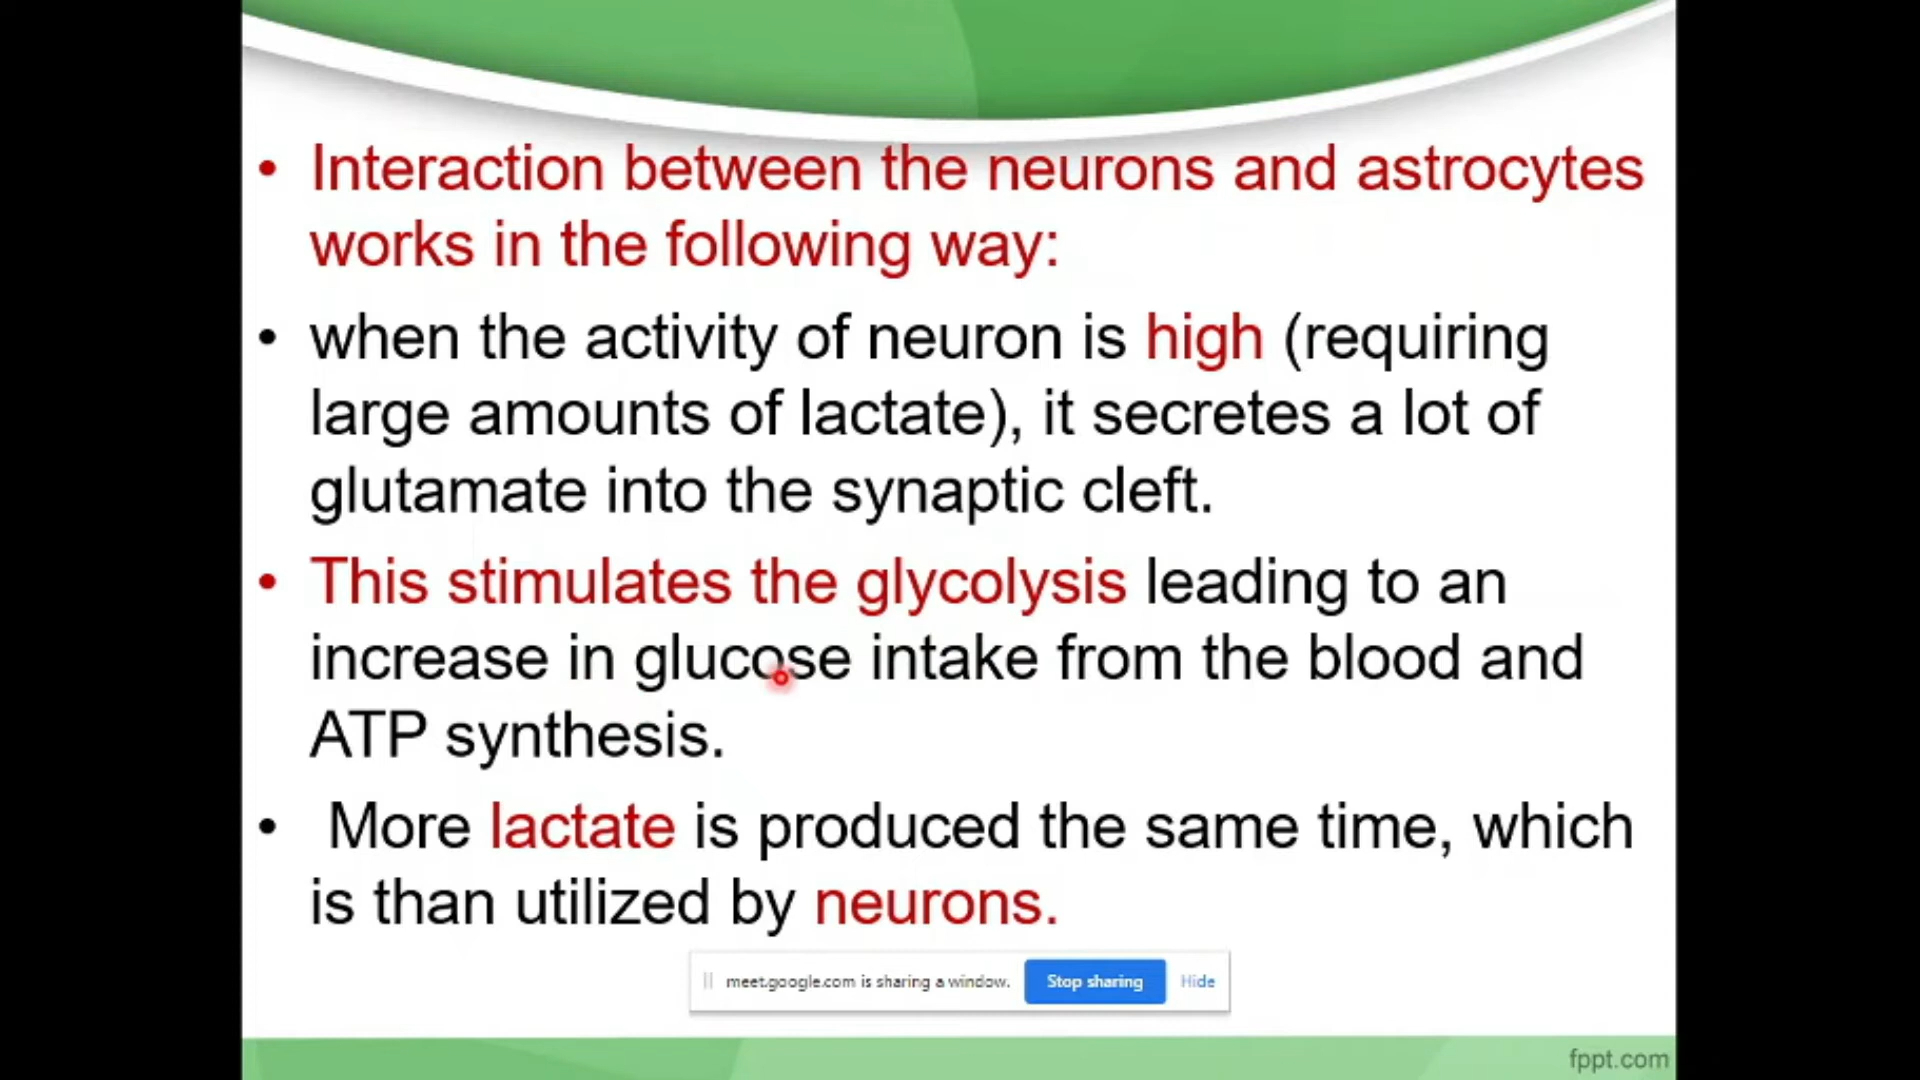 • Interaction between the neurons and astrocytes
works in the following way:
• when the activity of neuron is high (requiring
large amounts of lactate), it secretes a lot of
glutamate into the synaptic cleft.
• This stimulates the glycolysis leading to an
increase in glucose intake from the blood and
ATP synthesis.
• More lactate is produced the same time, which
is than utilized by neurons.
meet.google.com is sharing a window. Stop sharing Hide
fppt.com